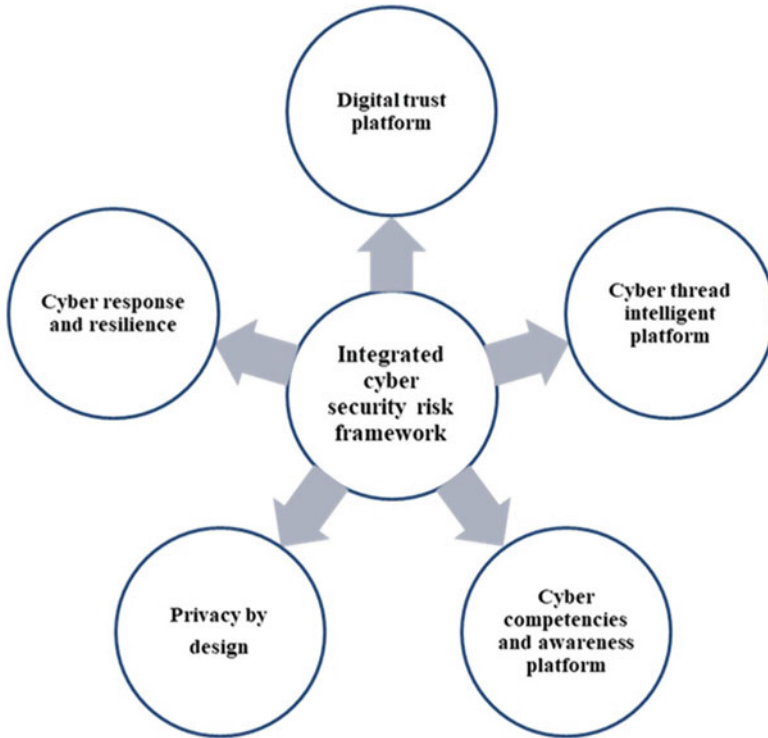 Digital trust
platform
Cyber response
and resilience
Cyber thread
intelligent
platform
Integrated
cyber
security risk
framework
Privacy by
design
Cyber
competencies
and awareness
platform